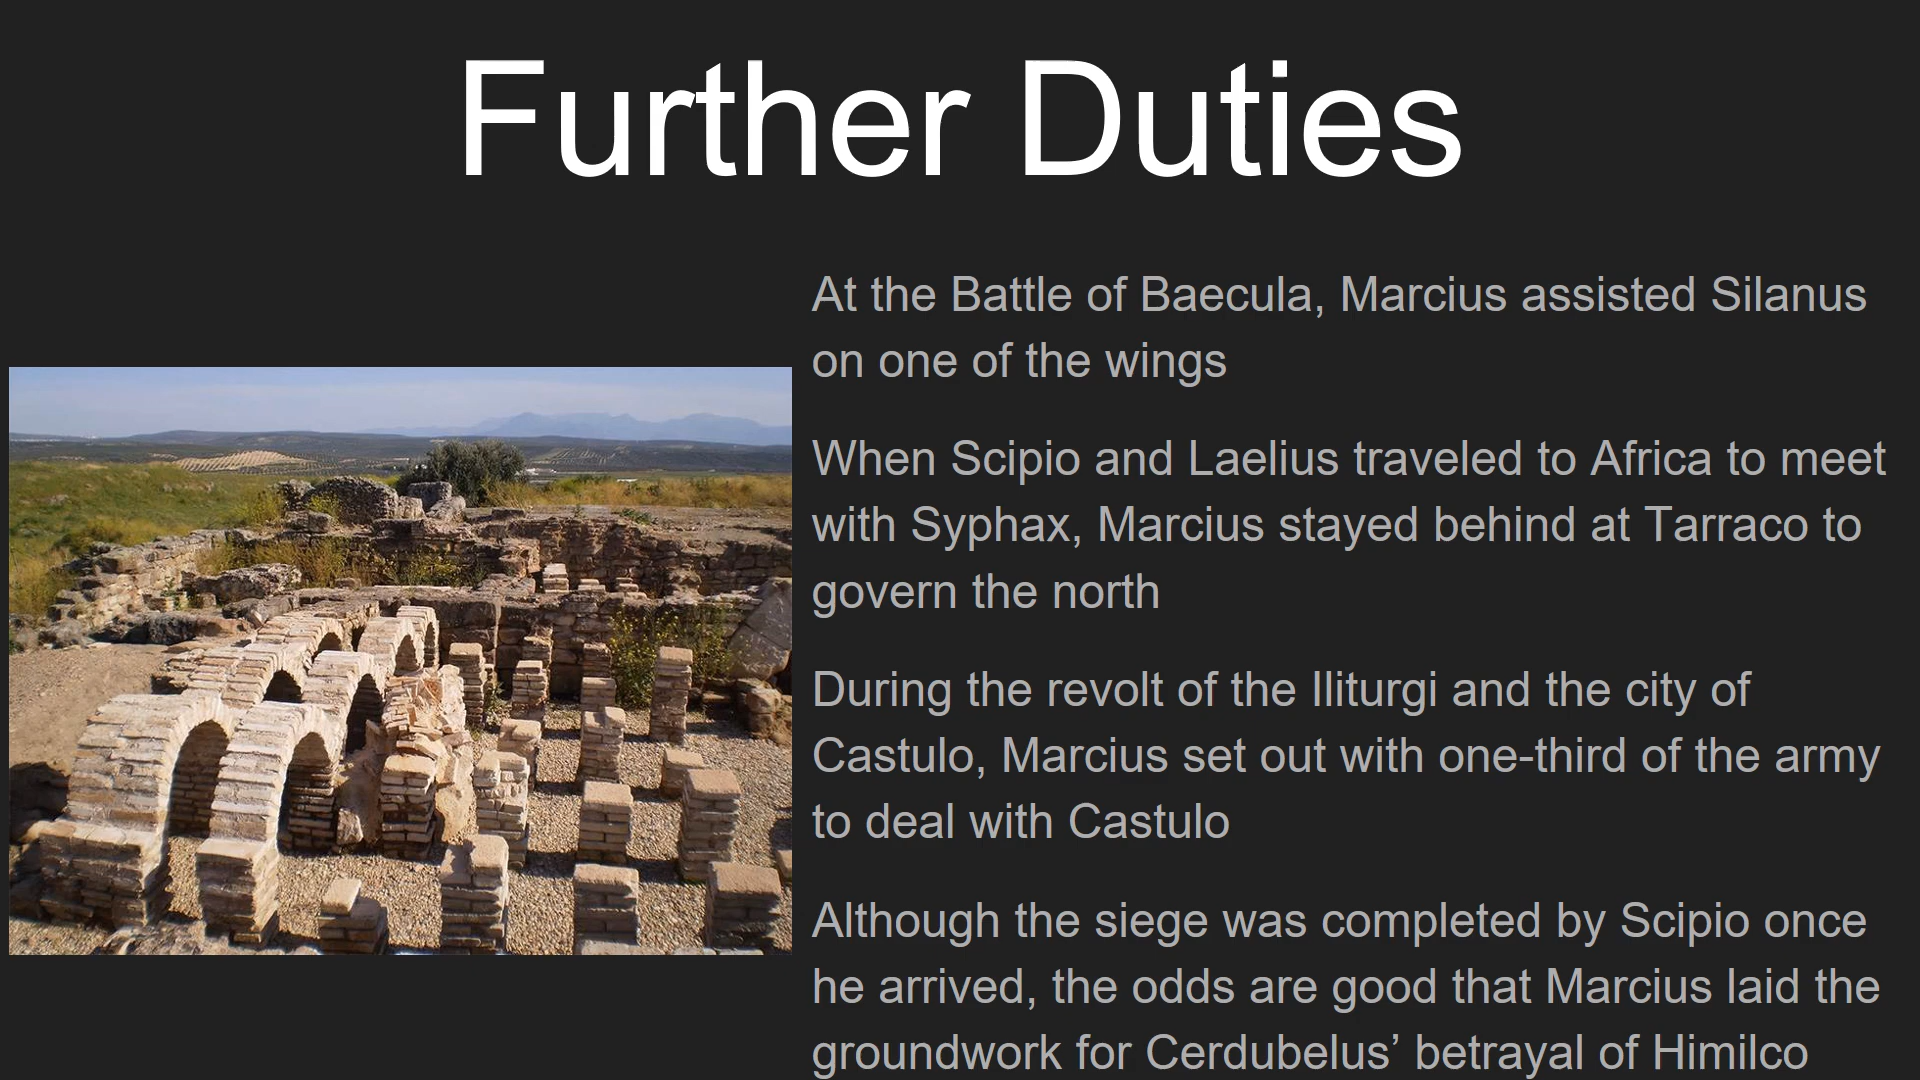 Further Duties
At the Battle of Baecula, Marcius assisted Silanus
on one of the wings
When Scipio and Laelius traveled to Africa to meet
with Syphax, Marcius stayed behind at Tarraco to
govern the north
During the revolt of the Iliturgi and the city of
Castulo, Marcius set out with one-third of the army
to deal with Castulo
Although the siege was completed by Scipio once
he arrived, the odds are good that Marcius laid the
groundwork for Cerdubelus’ betrayal of Himilco